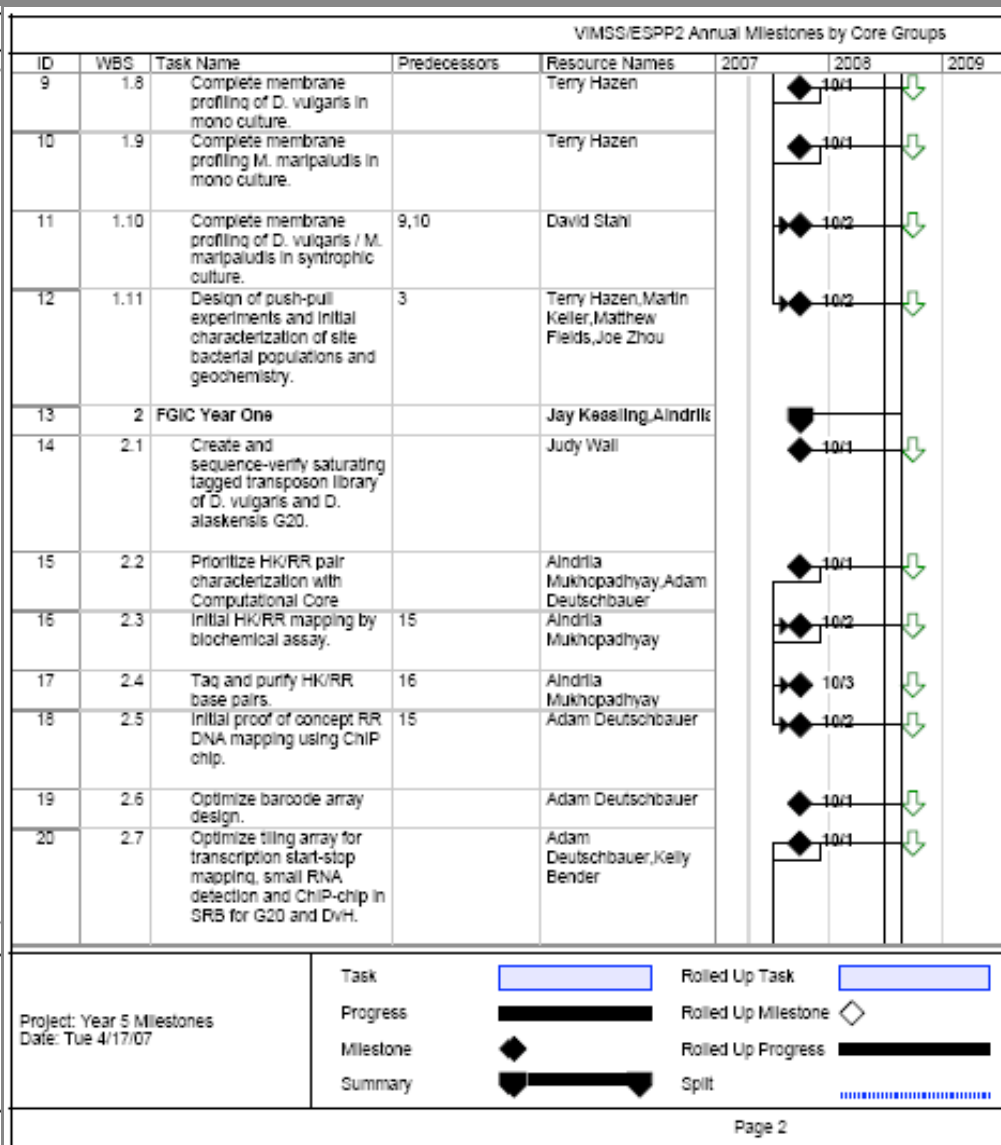 VIMSS/ESPP2 Annual Milestones by Core Groups
ID WBS Task Name Predecessors Resource Names 2007 2008 2009
9 1.8 Complete membrane Terry Hazen 10/1
profiling of D. vulgaris in
mono culture.
10 1.9 Complete membrane Terry Hazen 10/1
profiling M. maripaludis in
mono culture.
11 1.10 Complete membrane 9,10 David Stahl 10/2
profiling of D. vulgaris / M.
maripaludis in syntrophic
culture.
12 1.11 Design of push-pull 3 Terry Hazen,Martin 10/2
experiments and initial Keller,Matthew
characterization of site Fields,Joe Zhou
bacterial populations and
geochemistry.
13 2 FGIC Year One Jay Keasling,Aindrila
14 2.1 Create and Judy Wall 10/1
sequence-verify saturating
tagged transposon library
of D. vulgaris and D.
alaskensis G20.
15 2.2 Prioritize HK/RR pair Aindrila 10/1
characterization with Mukhopadhyay,Adam
Computational Core Deutschbauer
16 2.3 Initial HK/RR mapping by 15 Aindrila 10/2
biochemical assay. Mukhopadhyay
17 2.4 Tag and purify HK/RR 16 Aindrila 10/3
base pairs. Mukhopadhyay
18 2.5 Initial proof of concept RR 15 Adam Deutschbauer 10/2
DNA mapping using ChIP
chip.
19 2.6 Optimize barcode array Adam Deutschbauer 10/1
design.
20 2.7 Optimize tiling array for Adam 10/1
transcription start-stop Deutschbauer,Kelly
mapping, small RNA Bender
detection and ChIP-chip in
SRB for G20 and DvH.
Project: Year 5 Milestones
Date: Tue 4/17/07
Task Rolled Up Task
Progress Rolled Up Milestone
Milestone Rolled Up Progress
Summary Split
Page 2